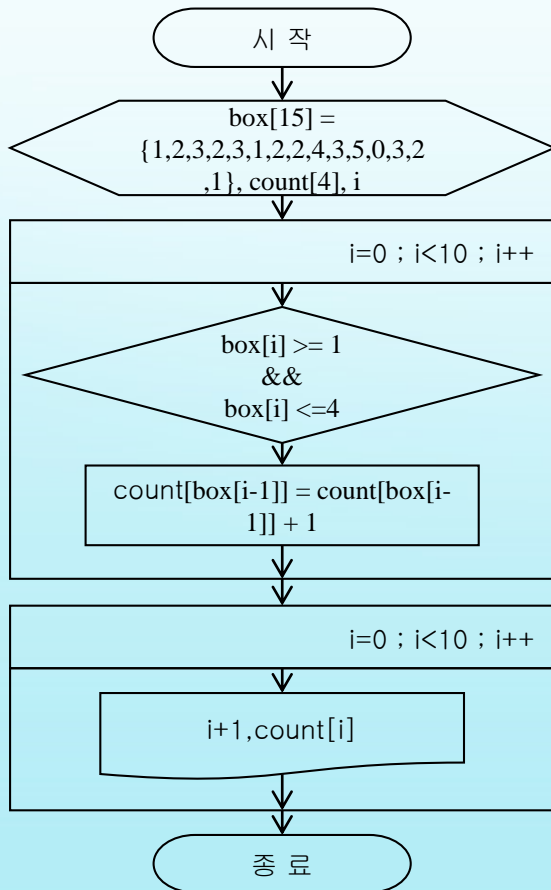 시 작
box[15] =
{1,2,3,2,3,1,2,2,4,3,5,0,3,2
,1}, count[4], i
i=0 ; i<10 ; i++
box[i] >= 1
&&
box[i] <=4
count[box[i-1]] = count[box[i-
1]] + 1
i=0 ; i<10 ; i++
i+1,count[i]
종 료